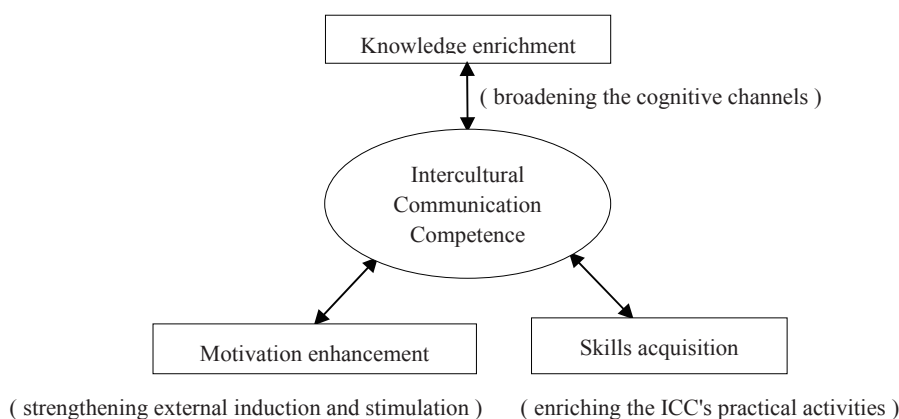 Knowledge enrichment
( broadening the cognitive channels )
Intercultural
Communication
Competence
Motivation enhancement
Skills acquisition
( strengthening external induction and stimulation )
( enriching the ICC's practical activities )